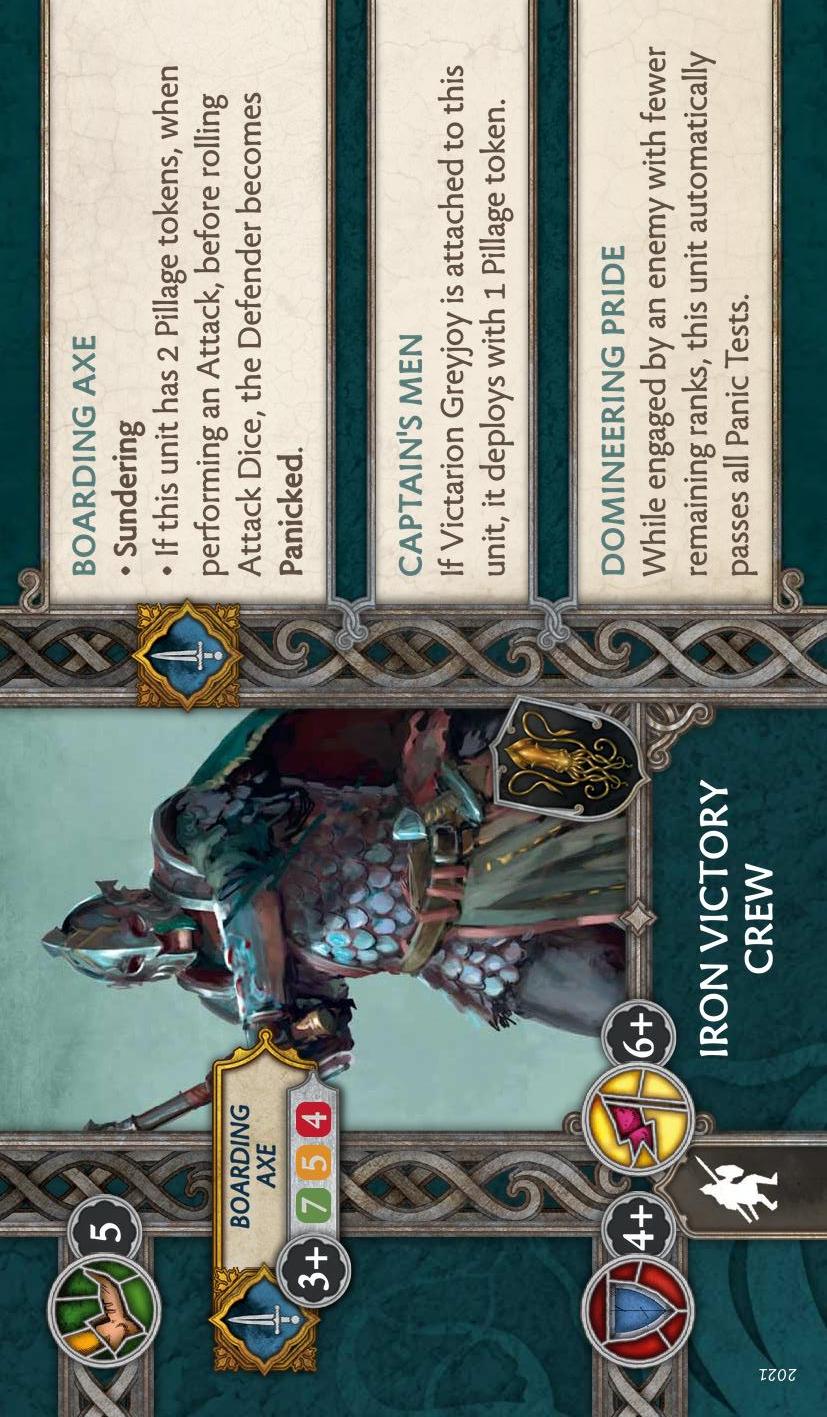 5
BOARDING
AXE
3+
7 5 4
4+
6+
IRON VICTORY
CREW
2021
BOARDING AXE
• Sundering
• If this unit has 2 Pillage tokens, when
performing an Attack, before rolling
Attack Dice, the Defender becomes
Panicked.
CAPTAIN'S MEN
If Victarion Greyjoy is attached to this
unit, it deploys with 1 Pillage token.
DOMINEERING PRIDE
While engaged by an enemy with fewer
remaining ranks, this unit automatically
passes all Panic Tests.